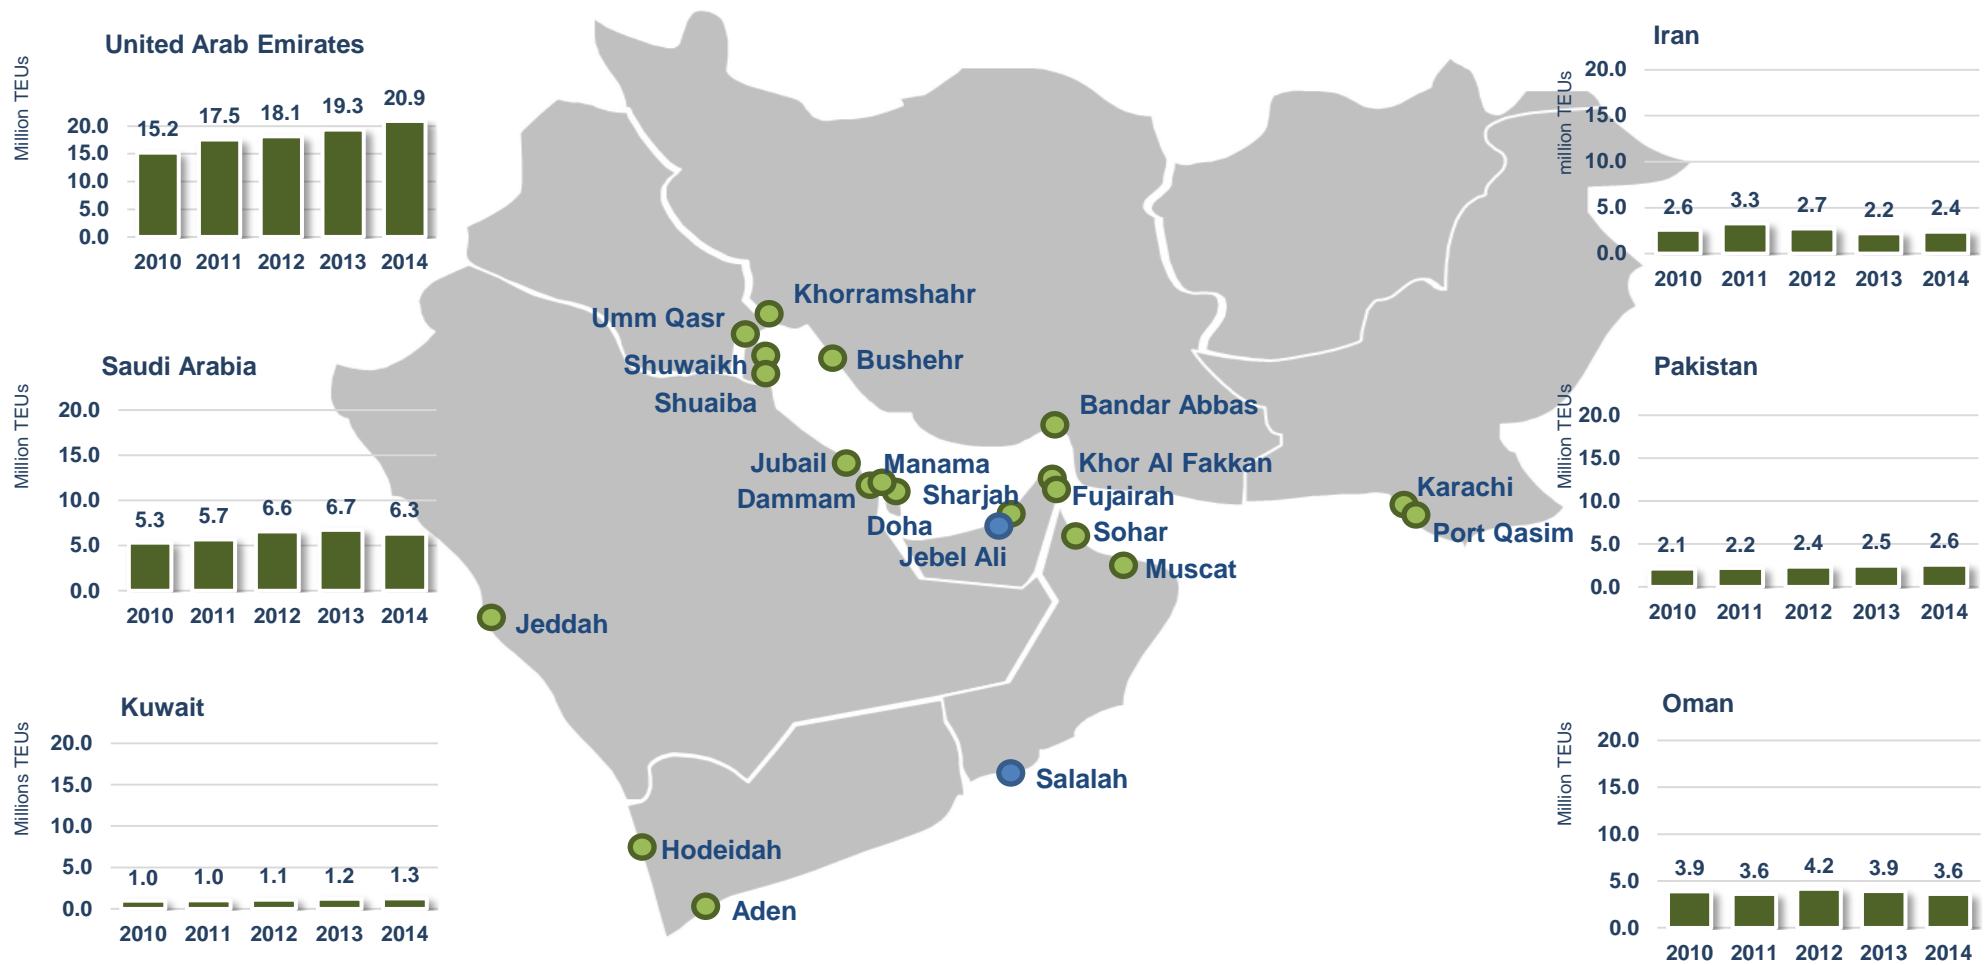 United Arab Emirates
Million TEUs
20.0
15.0
10.0
5.0
0.0
15.2 17.5 18.1 19.3 20.9
2010 2011 2012 2013 2014
Saudi Arabia
Million TEUs
20.0
15.0
10.0
5.0
0.0
5.3 5.7 6.6 6.7 6.3
2010 2011 2012 2013 2014
Kuwait
Millions TEUs
20.0
15.0
10.0
5.0
0.0
1.0 1.0 1.1 1.2 1.3
2010 2011 2012 2013 2014
Khorramshahr
Umm Qasr
Shuwaikh
Bushehr
Shuaiba
Bandar Abbas
Jubail
Manama
Khor Al Fakkan
Dammam
Sharjah
Fujairah
Doha
Sohar
Jebel Ali
Muscat
Karachi
Port Qasim
Jeddah
Salalah
Hodeidah
Aden
Iran
million TEUs
20.0
15.0
10.0
5.0
0.0
2.6 3.3 2.7 2.2 2.4
2010 2011 2012 2013 2014
Pakistan
Million TEUs
20.0
15.0
10.0
5.0
0.0
2.1 2.2 2.4 2.5 2.6
2010 2011 2012 2013 2014
Oman
Million TEUs
20.0
15.0
10.0
5.0
0.0
3.9 3.6 4.2 3.9 3.6
2010 2011 2012 2013 2014